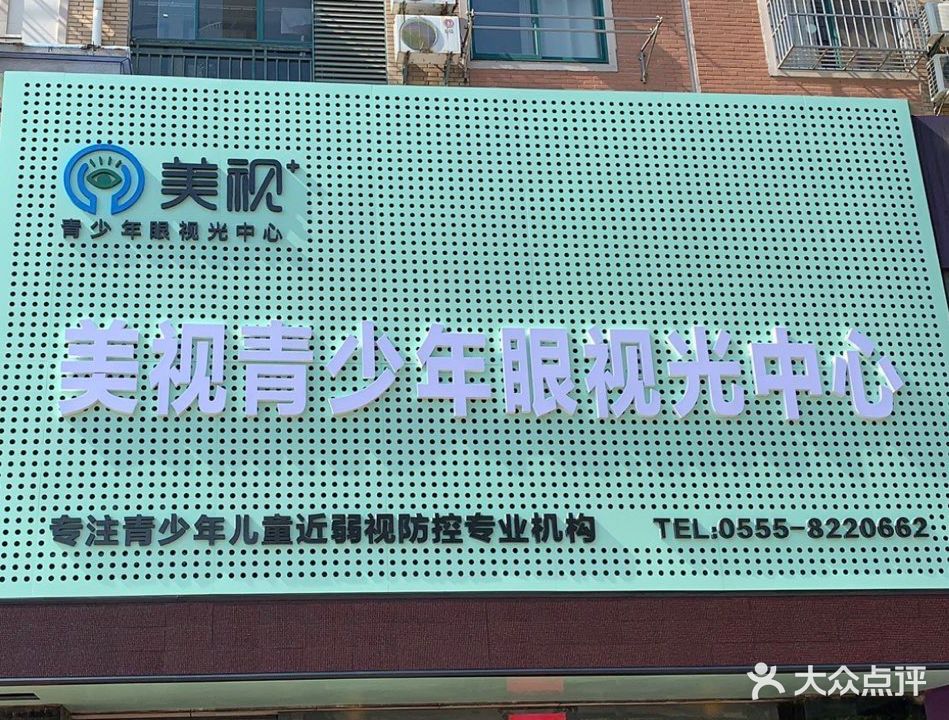 美视+
青少年眼视光中心
美视青少年眼视光中心
专注青少年儿童近弱视防控专业机构 TEL:0555-8220662
大众点评